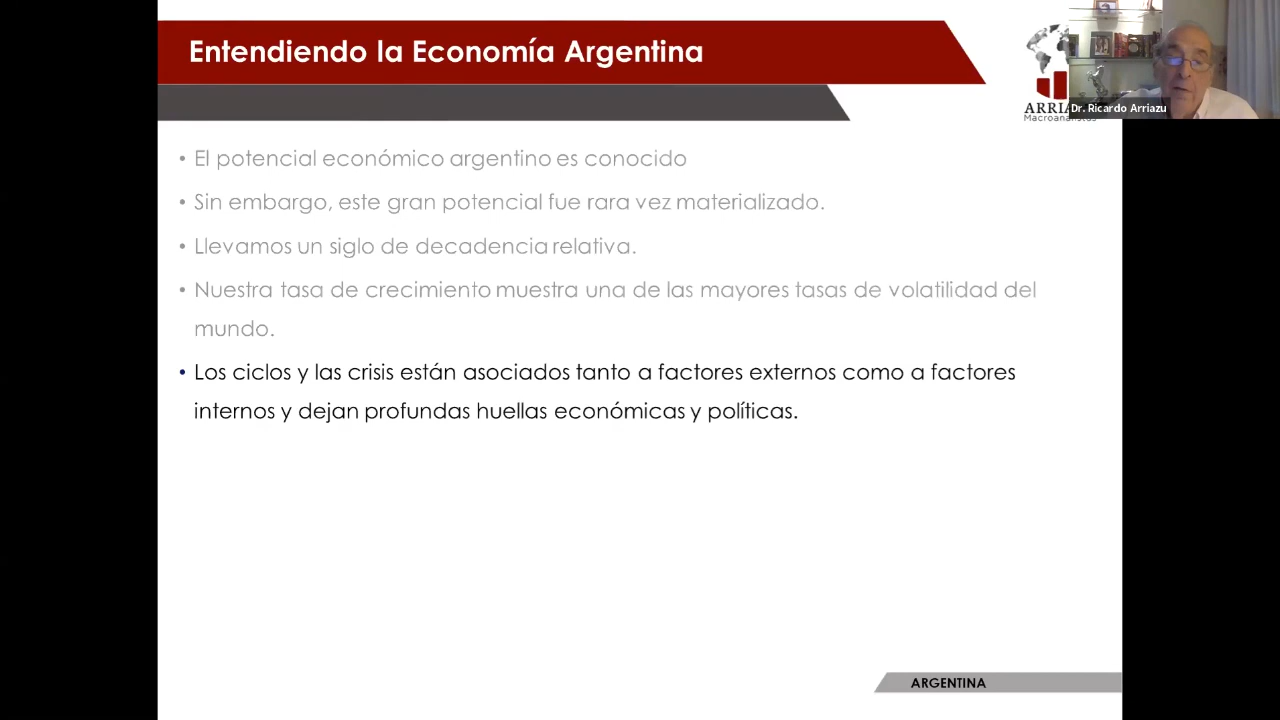 Entendiendo la Economía Argentina
ARRIA
Macroanalistas
Dr. Ricardo Arriazu
• El potencial económico argentino es conocido
• Sin embargo, este gran potencial fue rara vez materializado.
• Llevamos un siglo de decadencia relativa.
• Nuestra tasa de crecimiento muestra una de las mayores tasas de volatilidad del
mundo.
• Los ciclos y las crisis están asociados tanto a factores externos como a factores
internos y dejan profundas huellas económicas y políticas.
ARGENTINA